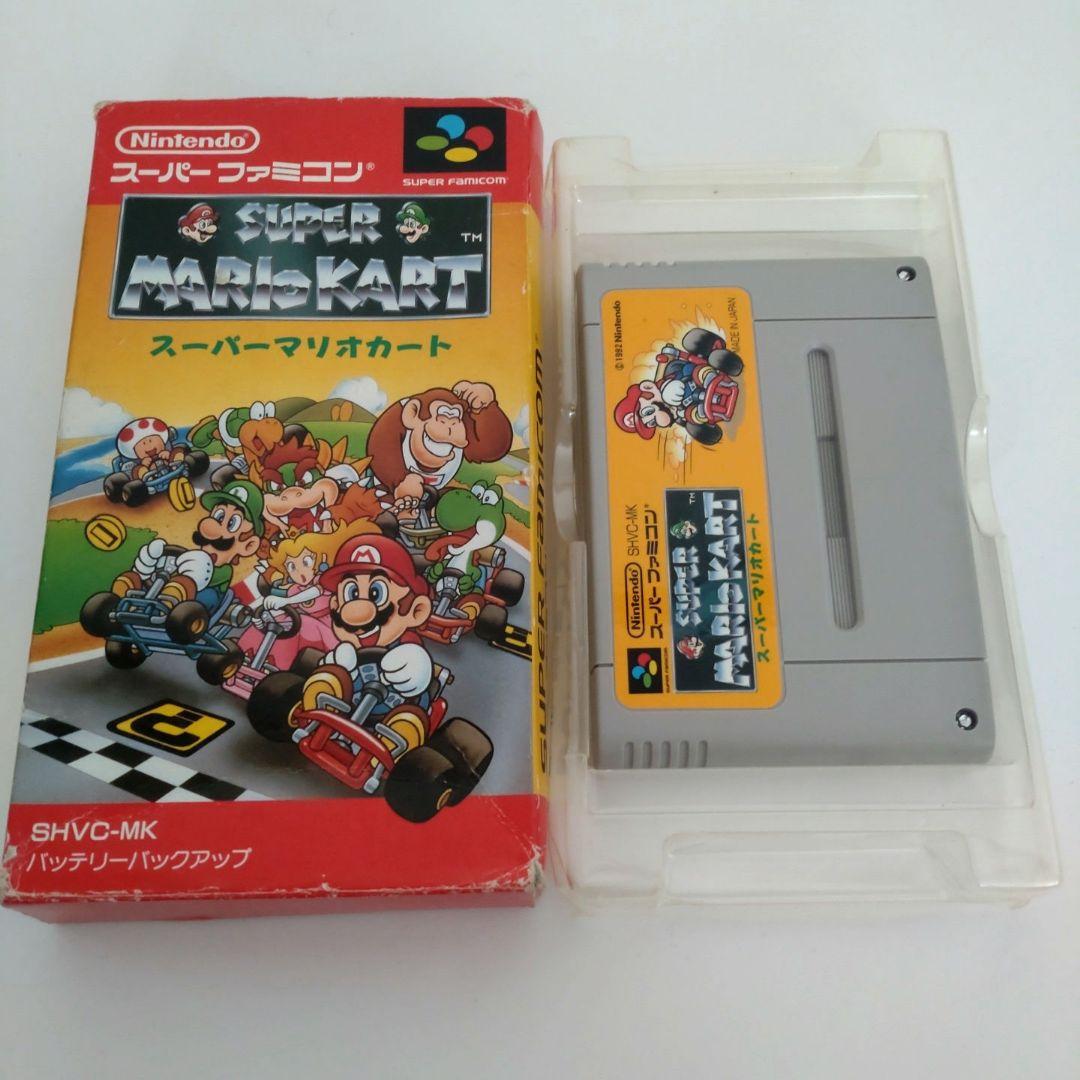 Nintendo
スーパーファミコン®
SUPER FAMICOM
SUPER
MARIO KART ™
スーパーマリオカート
SHVC-MK
バッテリーバックアップ
SUPER FAMICOM
© 1992 Nintendo
MADE IN JAPAN
Nintendo SHVC-MK
スーパーファミコン®
SUPER FAMICOM
SUPER
MARIO KART ™
スーパーマリオカート